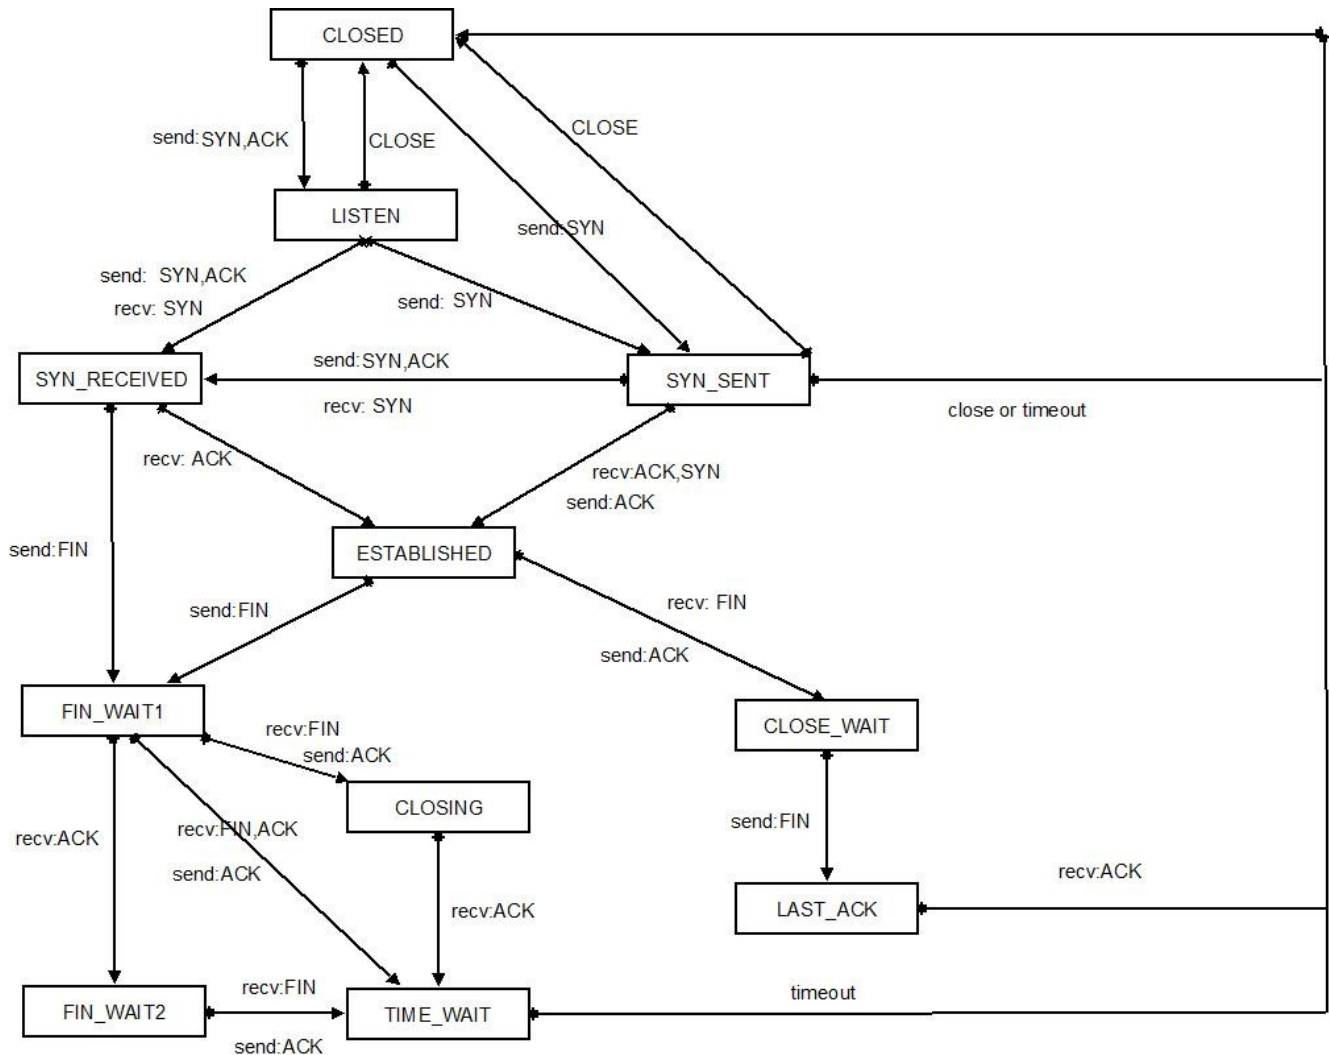 CLOSED
CLOSE
send: SYN,ACK
CLOSE
LISTEN
send:SYN
send: SYN,ACK
recv: SYN
send: SYN
SYN_RECEIVED
send:SYN,ACK
recv: SYN
SYN_SENT
close or timeout
recv: ACK
recv:ACK,SYN
send:ACK
send:FIN
ESTABLISHED
send:FIN
recv: FIN
send:ACK
FIN_WAIT1
recv:FIN
send:ACK
CLOSE_WAIT
CLOSING
recv:ACK
recv:FIN,ACK
send:ACK
send:FIN
recv:ACK
LAST_ACK
recv:ACK
FIN_WAIT2
recv:FIN
send:ACK
TIME_WAIT
timeout